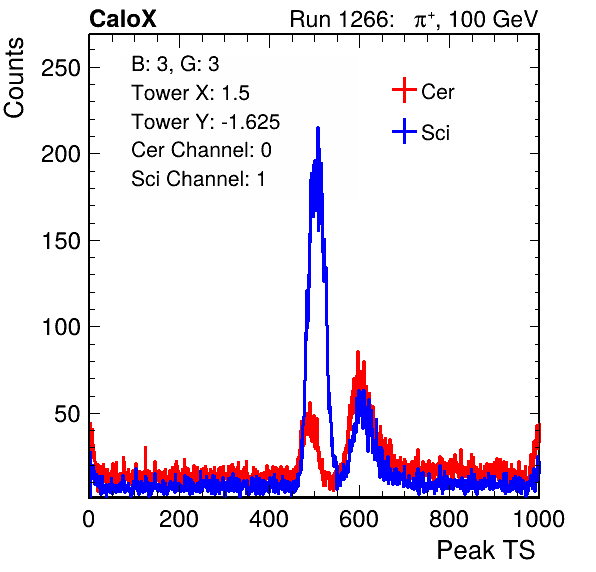 CaloX
Run 1266: π⁺, 100 GeV
Counts
B: 3, G: 3
Tower X: 1.5
Tower Y: -1.625
Cer Channel: 0
Sci Channel: 1
Cer
Sci
250
200
150
100
50
0 200 400 600 800 1000
Peak TS